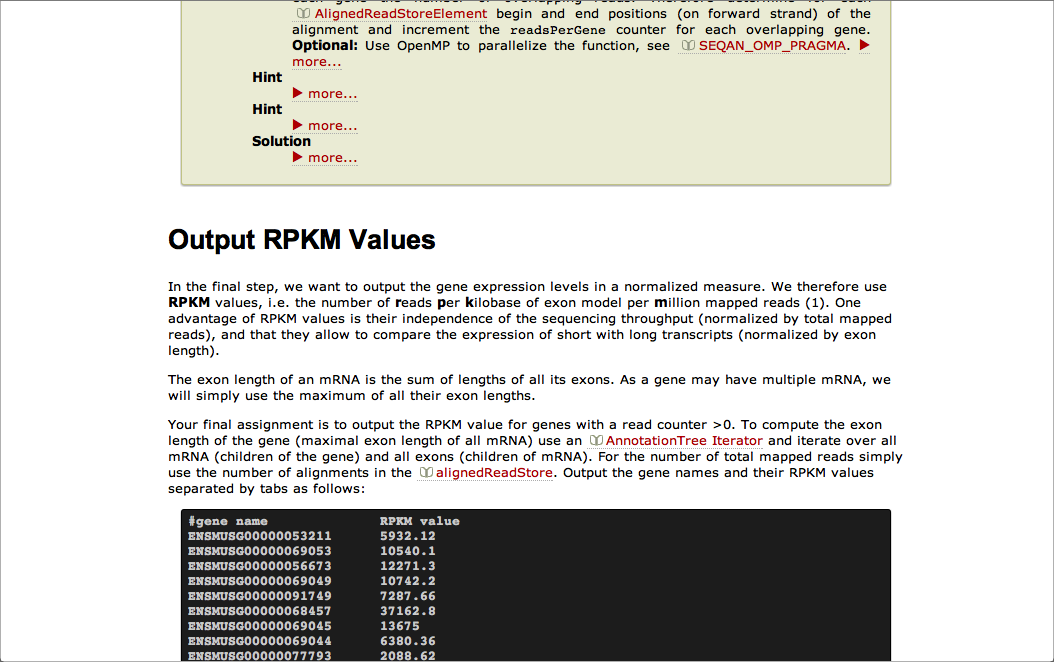 each gene the number of overlapping reads. Therefore determine for each
AlignedReadStoreElement begin and end positions (on forward strand) of the
alignment and increment the readsPerGene counter for each overlapping gene.
Optional: Use OpenMP to parallelize the function, see SEQAN_OMP_PRAGMA.
more...
Hint
more...
Hint
more...
Solution
more...
Output RPKM Values
In the final step, we want to output the gene expression levels in a normalized measure. We therefore use
RPKM values, i.e. the number of reads per kilobase of exon model per million mapped reads (1). One
advantage of RPKM values is their independence of the sequencing throughput (normalized by total mapped
reads), and that they allow to compare the expression of short with long transcripts (normalized by exon
length).
The exon length of an mRNA is the sum of lengths of all its exons. As a gene may have multiple mRNA, we
will simply use the maximum of all their exon lengths.
Your final assignment is to output the RPKM value for genes with a read counter >0. To compute the exon
length of the gene (maximal exon length of all mRNA) use an AnnotationTree Iterator and iterate over all
mRNA (children of the gene) and all exons (children of mRNA). For the number of total mapped reads simply
use the number of alignments in the alignedReadStore. Output the gene names and their RPKM values
separated by tabs as follows:
#gene name RPKM value
ENSMUSG00000053211 5932.12
ENSMUSG00000069053 10540.1
ENSMUSG00000056673 12271.3
ENSMUSG00000069049 10742.2
ENSMUSG00000091749 7287.66
ENSMUSG00000068457 37162.8
ENSMUSG00000069045 13675
ENSMUSG00000069044 6380.36
ENSMUSG00000077793 2088.62